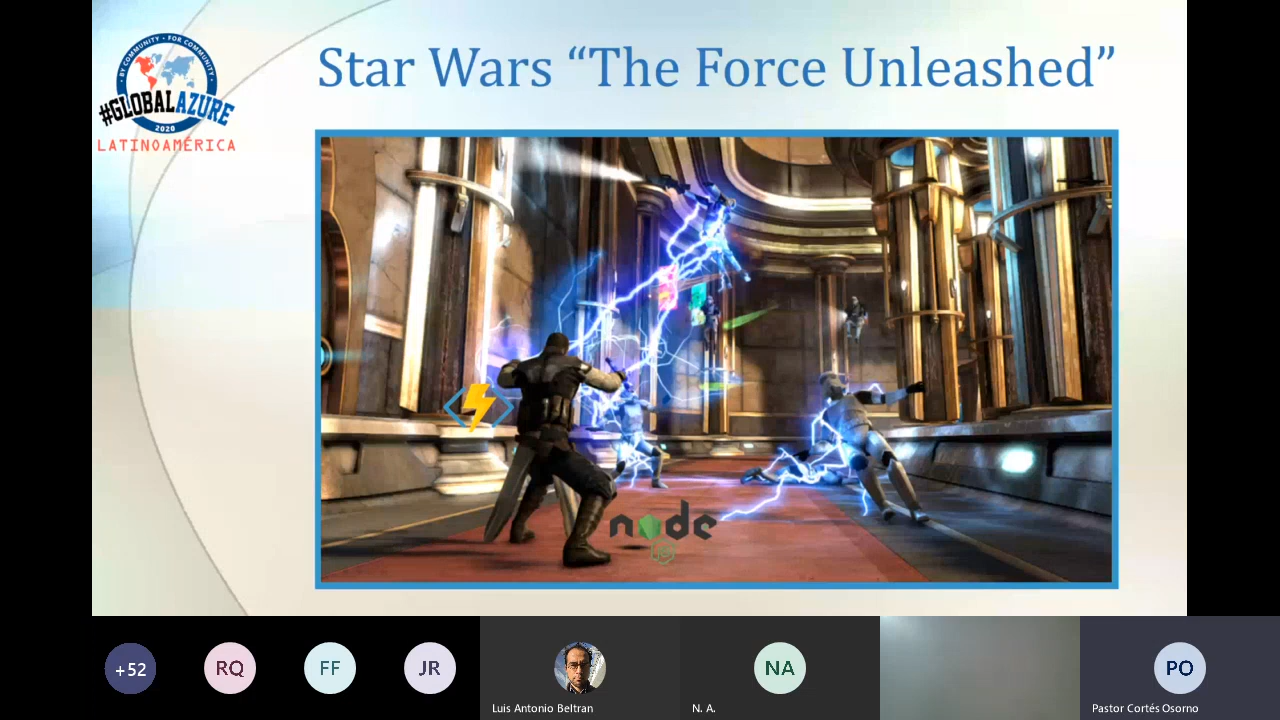 BY COMMUNITY • FOR COMMUNITY
#GLOBALAZURE
2020
LATINOAMÉRICA
Star Wars “The Force Unleashed”
node
JS
+52
RQ
FF
JR
Luis Antonio Beltran
NA
N. A.
PO
Pastor Cortés Osorno